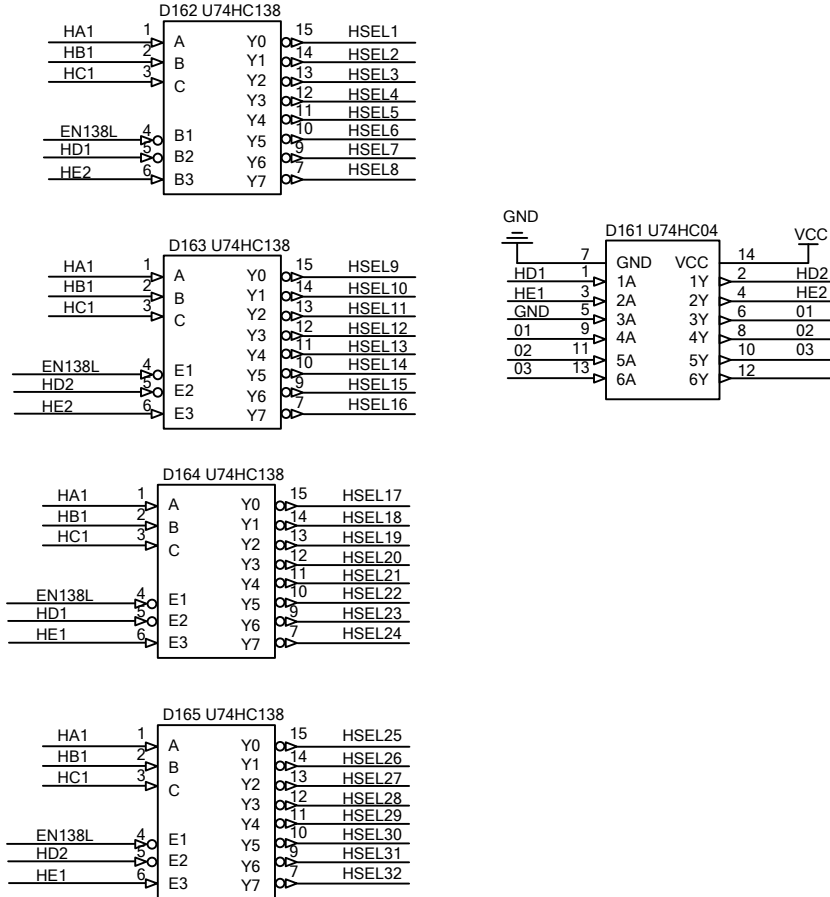 D162 U74HC138
HA1 1 A Y0 15 HSEL1
HB1 2 B Y1 14 HSEL2
HC1 3 C Y2 13 HSEL3
Y3 12 HSEL4
Y4 11 HSEL5
EN138L 4 B1 Y5 10 HSEL6
HD1 5 B2 Y6 9 HSEL7
HE2 6 B3 Y7 7 HSEL8
D163 U74HC138
HA1 1 A Y0 15 HSEL9
HB1 2 B Y1 14 HSEL10
HC1 3 C Y2 13 HSEL11
Y3 12 HSEL12
Y4 11 HSEL13
EN138L 4 E1 Y5 10 HSEL14
HD2 5 E2 Y6 9 HSEL15
HE2 6 E3 Y7 7 HSEL16
D164 U74HC138
HA1 1 A Y0 15 HSEL17
HB1 2 B Y1 14 HSEL18
HC1 3 C Y2 13 HSEL19
Y3 12 HSEL20
Y4 11 HSEL21
EN138L 4 E1 Y5 10 HSEL22
HD1 5 E2 Y6 9 HSEL23
HE1 6 E3 Y7 7 HSEL24
D165 U74HC138
HA1 1 A Y0 15 HSEL25
HB1 2 B Y1 14 HSEL26
HC1 3 C Y2 13 HSEL27
Y3 12 HSEL28
Y4 11 HSEL29
EN138L 4 E1 Y5 10 HSEL30
HD2 5 E2 Y6 9 HSEL31
HE1 6 E3 Y7 7 HSEL32
GND
D161 U74HC04 VCC
7 GND VCC 14
HD1 1 1A 1Y 2 HD2
HE1 3 2A 2Y 4 HE2
GND 5 3A 3Y 6 01
01 9 4A 4Y 8 02
02 11 5A 5Y 10 03
03 13 6A 6Y 12